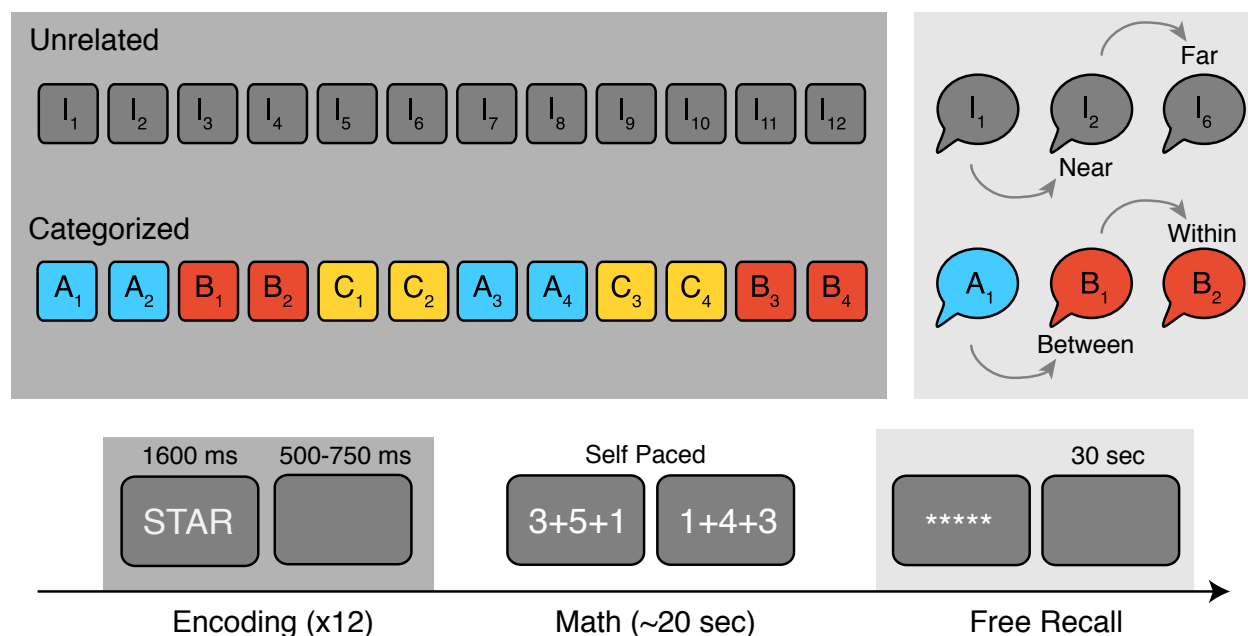 Unrelated
I1 I2 I3 I4 I5 I6 I7 I8 I9 I10 I11 I12
Categorized
A1 A2 B1 B2 C1 C2 A3 A4 C3 C4 B3 B4
Far
I1 I2 I6
Near
Within
A1 B1 B2
Between
1600 ms 500-750 ms
STAR
Self Paced
3+5+1 1+4+3
30 sec
*****
Encoding (x12) Math (~20 sec) Free Recall